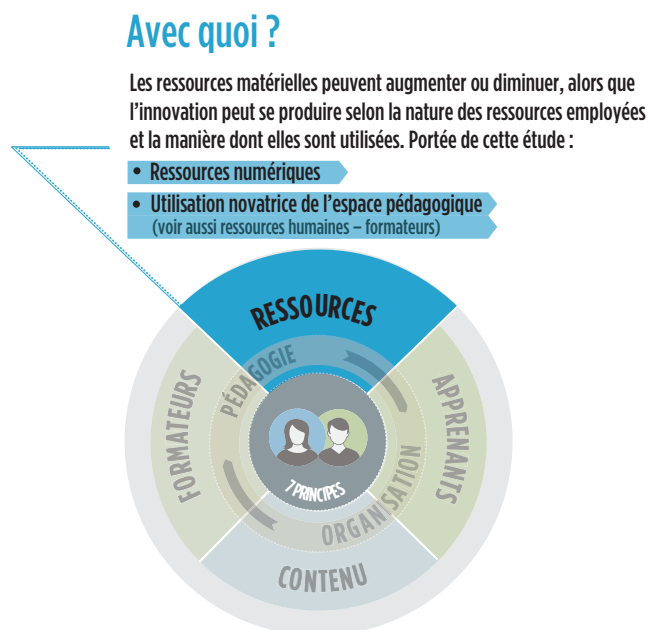 Avec quoi ?
Les ressources matérielles peuvent augmenter ou diminuer, alors que
l’innovation peut se produire selon la nature des ressources employées
et la manière dont elles sont utilisées. Portée de cette étude :
• Ressources numériques
• Utilisation novatrice de l’espace pédagogique
(voir aussi ressources humaines – formateurs)
RESSOURCES
PÉDAGOGIE
FORMATEURS
APPRENANTS
7 PRINCIPES
ORGANISATION
CONTENU